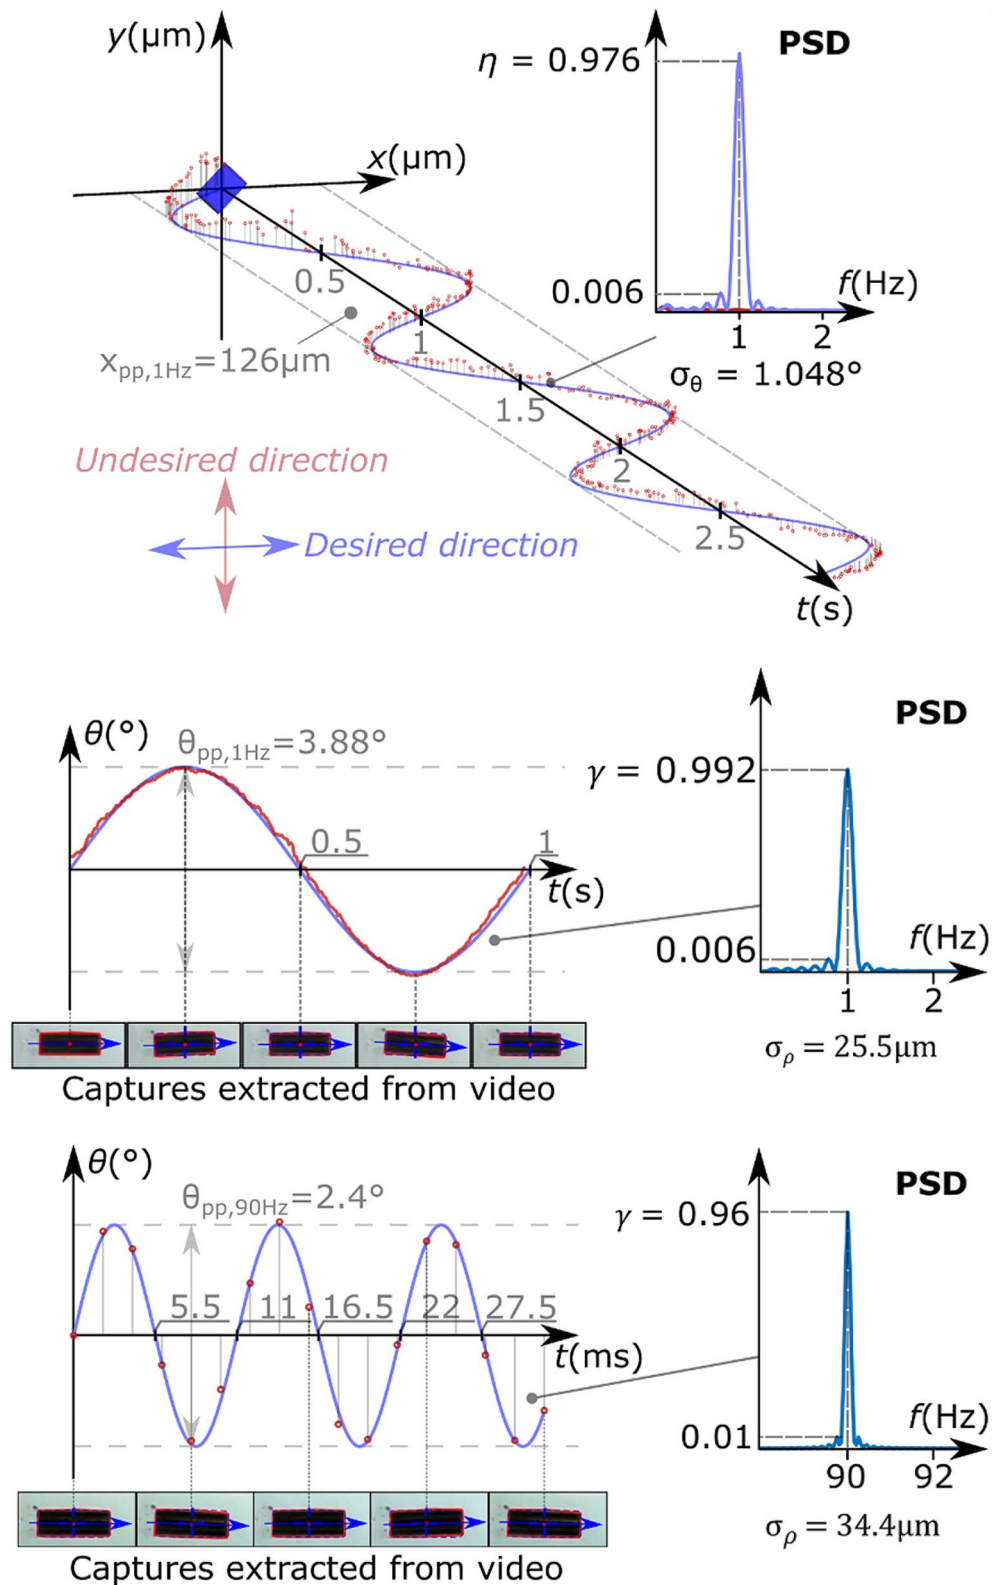 y(µm)
PSD
η = 0.976
x(µm)
0.006
f(Hz)
1
2
σθ = 1.048°
0.5
1
1.5
2
2.5
t(s)
xpp,1Hz=126µm
Undesired direction
Desired direction
θ(°)
θpp,1Hz=3.88°
0.5
1
t(s)
PSD
γ = 0.992
0.006
f(Hz)
1
2
σρ = 25.5µm
Captures extracted from video
θ(°)
θpp,90Hz=2.4°
5.5
11
16.5
22
27.5
t(ms)
PSD
γ = 0.96
0.01
f(Hz)
90
92
σρ = 34.4µm
Captures extracted from video